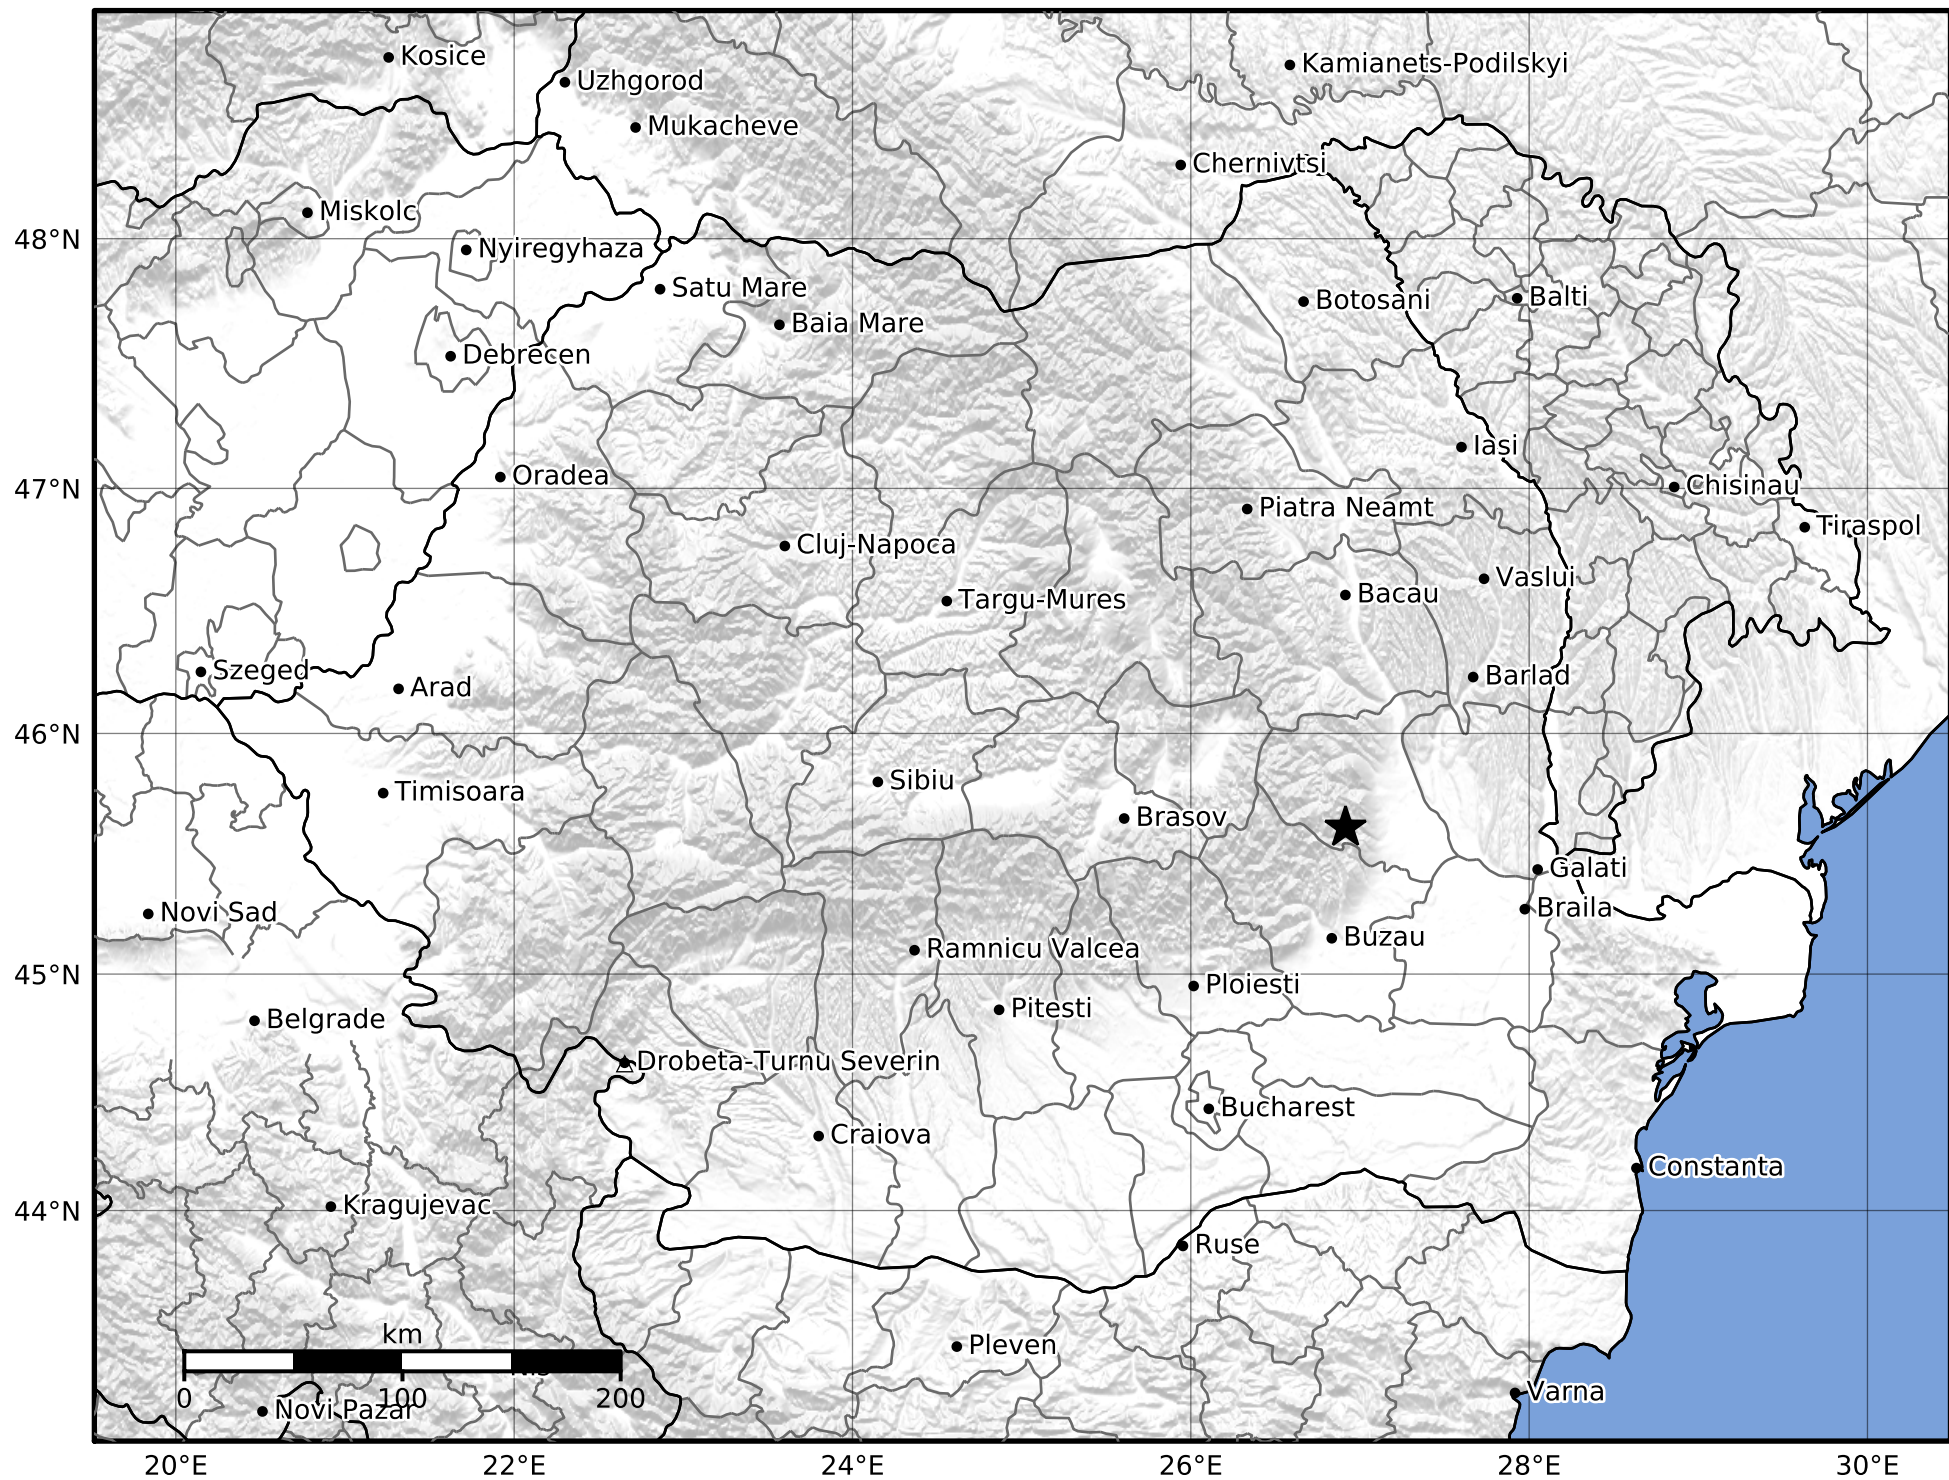 Kosice
Uzhgorod
Kamianets-Podilskyi
Mukacheve
Chernivtsi
Miskolc
48°N
Nyiregyhaza
Satu Mare
Botosani
Balti
Baia Mare
Debrecen
Iasi
Oradea
47°N
Chisinau
Piatra Neamt
Tiraspol
Cluj-Napoca
Vaslui
Bacau
Targu-Mures
Szeged
Barlad
Arad
46°N
Sibiu
Timisoara
Brasov
Galati
Braila
Novi Sad
Buzau
Ramnicu Valcea
45°N
Ploiesti
Pitesti
Belgrade
Drobeta-Turnu Severin
Bucharest
Craiova
Constanta
Kragujevac
44°N
Ruse
km
Pleven
0 100 200
Varna
Novi Pazar
20°E 22°E 24°E 26°E 28°E 30°E